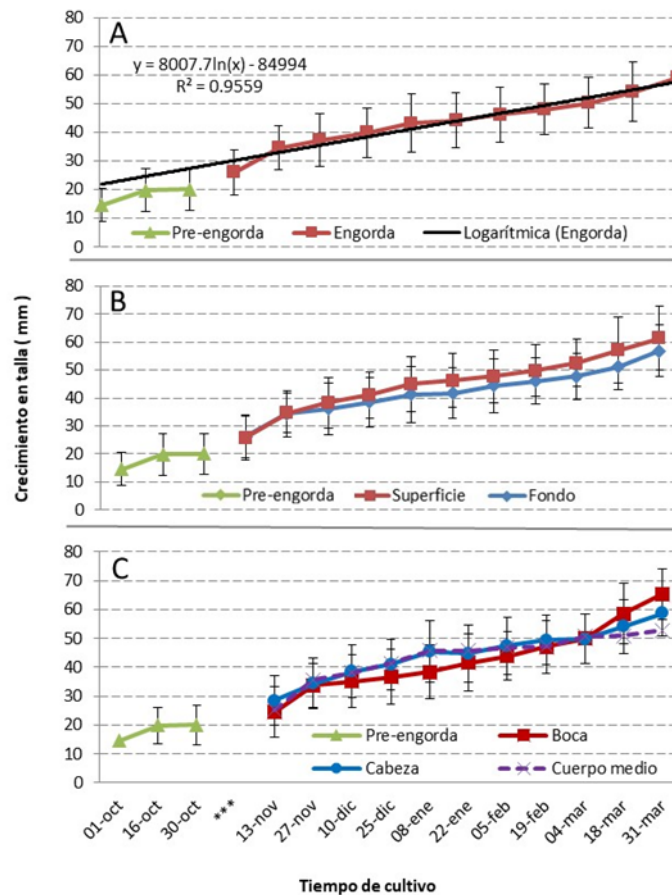 80
A
70
y = 8007.7ln(x) - 84994
60
R² = 0.9559
50
40
30
20
10
Pre-engorda Engorda Logarítmica (Engorda)
0
Crecimiento en talla ( mm )
80
B
70
60
50
40
30
20
10
Pre-engorda Superficie Fondo
0
80
C
70
60
50
40
30
20
Pre-engorda Boca
10
Cabeza Cuerpo medio
0
01-oct 16-oct 30-oct *** 13-nov 27-nov 10-dic 25-dic 08-ene 22-ene 05-feb 19-feb 04-mar 18-mar 31-mar
Tiempo de cultivo